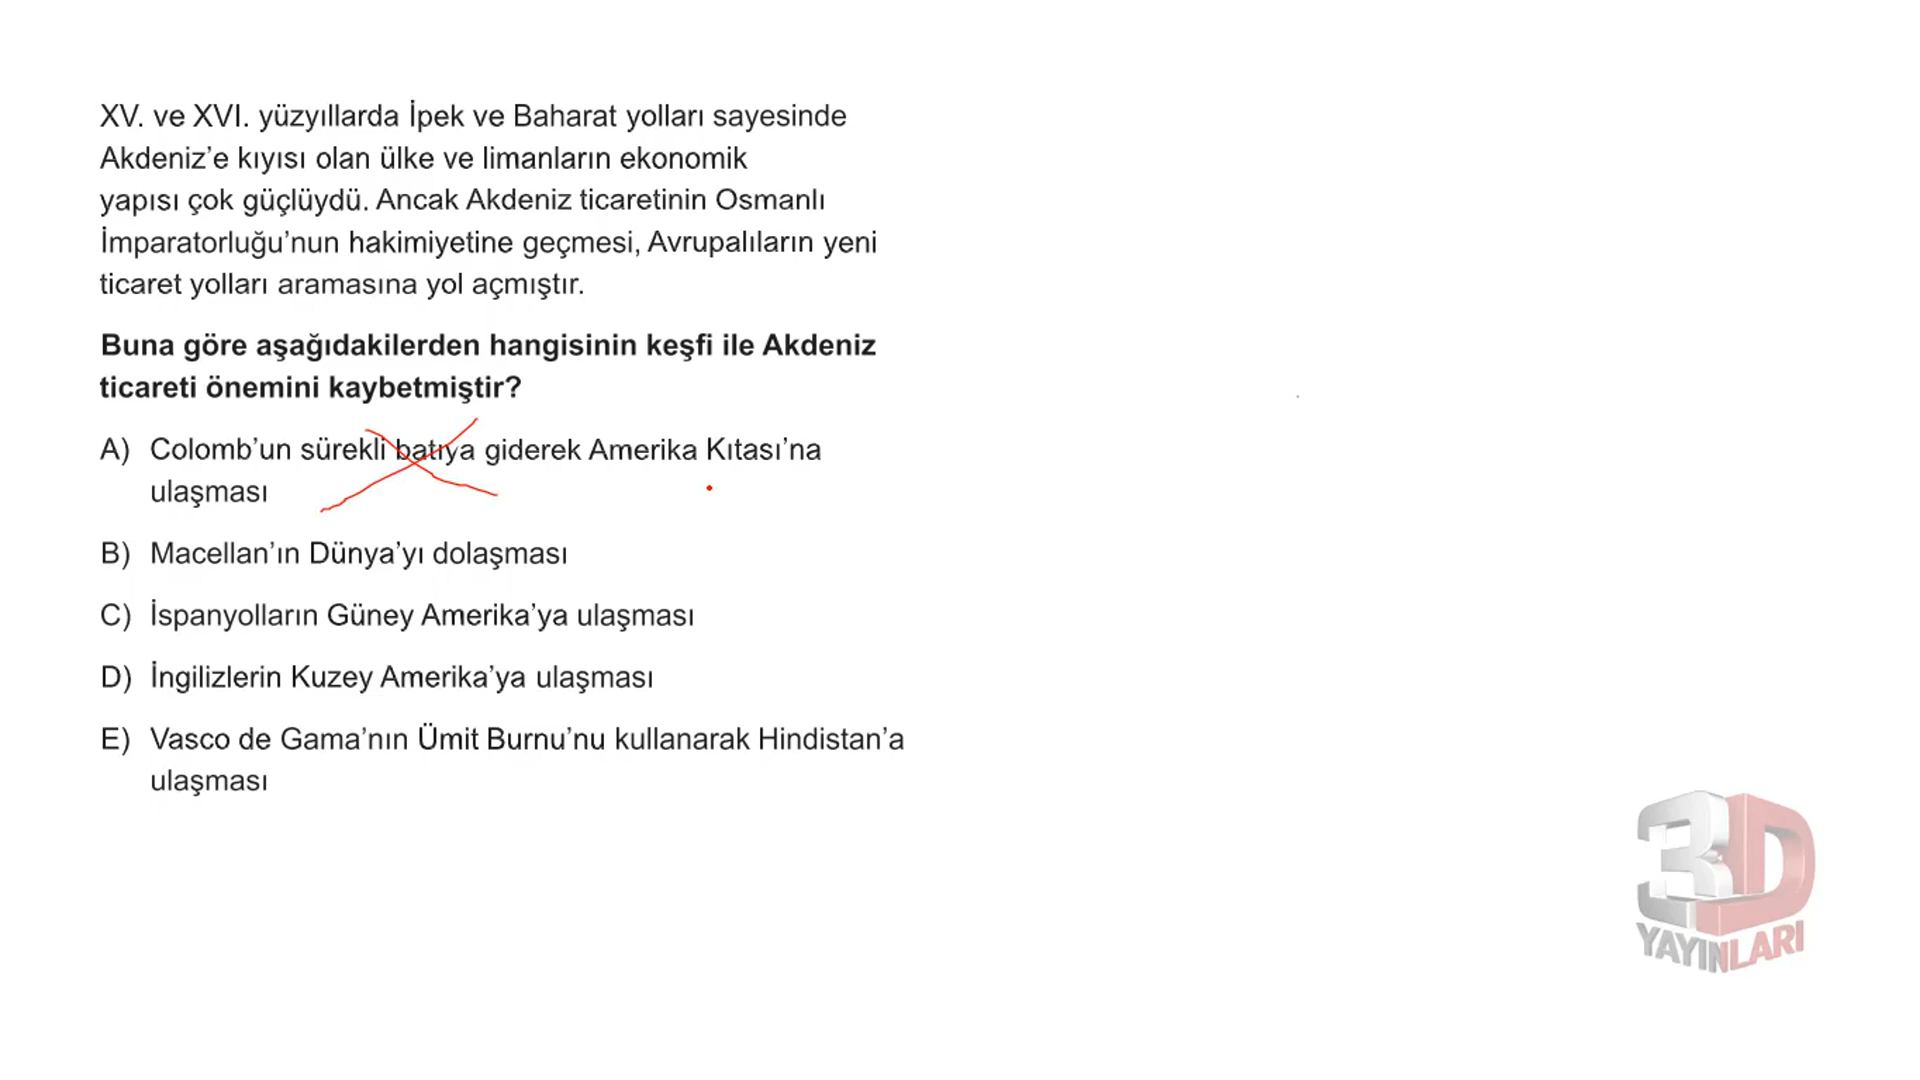 XV. ve XVI. yüzyıllarda İpek ve Baharat yolları sayesinde
Akdeniz’e kıyısı olan ülke ve limanların ekonomik
yapısı çok güçlüydü. Ancak Akdeniz ticaretinin Osmanlı
İmparatorluğu’nun hakimiyetine geçmesi, Avrupalıların yeni
ticaret yolları aramasına yol açmıştır.
Buna göre aşağıdakilerden hangisinin keşfi ile Akdeniz
ticareti önemini kaybetmiştir?
A) Colomb’un sürekli batıya giderek Amerika Kıtası’na
ulaşması
B) Macellan’ın Dünya’yı dolaşması
C) İspanyolların Güney Amerika’ya ulaşması
D) İngilizlerin Kuzey Amerika’ya ulaşması
E) Vasco de Gama’nın Ümit Burnu’nu kullanarak Hindistan’a
ulaşması
3D
YAYINLARI